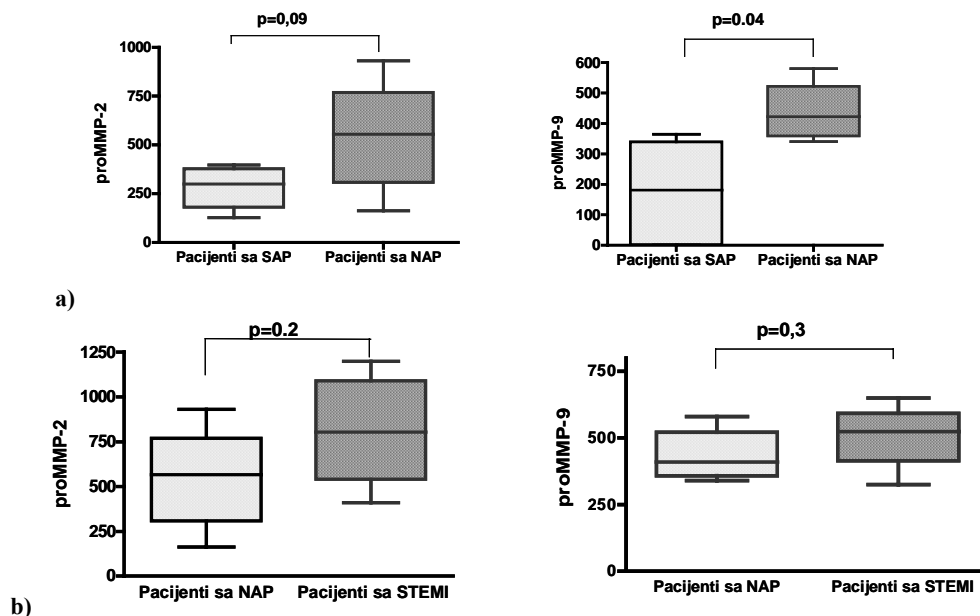 p=0,09
1000
750
500
250
0
proMMP-2
Pacijenti sa SAP Pacijenti sa NAP
p=0.04
600
500
400
300
200
100
0
proMMP-9
Pacijenti sa SAP Pacijenti sa NAP
a)
p=0.2
1250
1000
750
500
250
0
proMMP-2
Pacijenti sa NAP Pacijenti sa STEMI
p=0,3
750
500
250
0
proMMP-9
Pacijenti sa NAP Pacijenti sa STEMI
b)